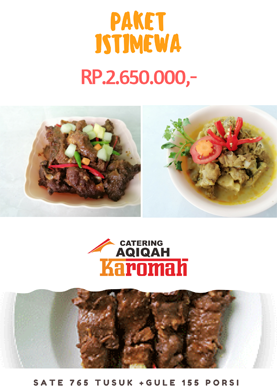 PAKET
ISTIMEWA
RP.2.650.000,-
CATERING
AQIQAH
Karomah
SATE 765 TUSUK +GULE 155 PORSI